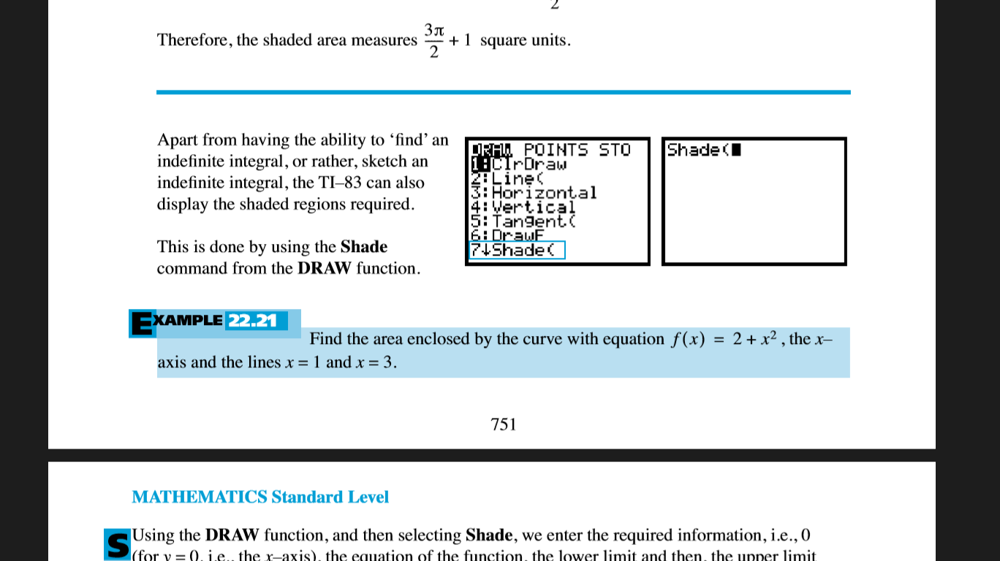 2
Therefore, the shaded area measures 3π/2 + 1 square units.
Apart from having the ability to ‘find’ an
indefinite integral, or rather, sketch an
indefinite integral, the TI–83 can also
display the shaded regions required.
This is done by using the Shade
command from the DRAW function.
DRAW POINTS STO
1:ClrDraw
2:Line(
3:Horizontal
4:Vertical
5:Tangent(
6:DrawF
7↓Shade(
Shade(
EXAMPLE 22.21
Find the area enclosed by the curve with equation f(x) = 2 + x², the x–
axis and the lines x = 1 and x = 3.
751
MATHEMATICS Standard Level
S
Using the DRAW function, and then selecting Shade, we enter the required information, i.e., 0
(for y = 0, i.e., the x–axis), the equation of the function, the lower limit and then, the upper limit